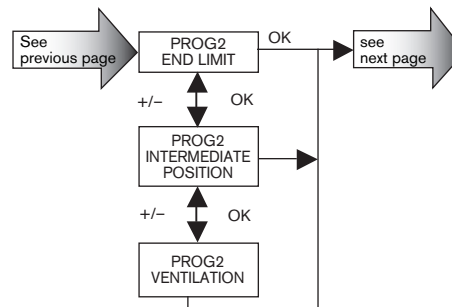 See
previous page
PROG2
END LIMIT
OK
see
next page
+/– OK
PROG2
INTERMEDIATE
POSITION
+/– OK
PROG2
VENTILATION